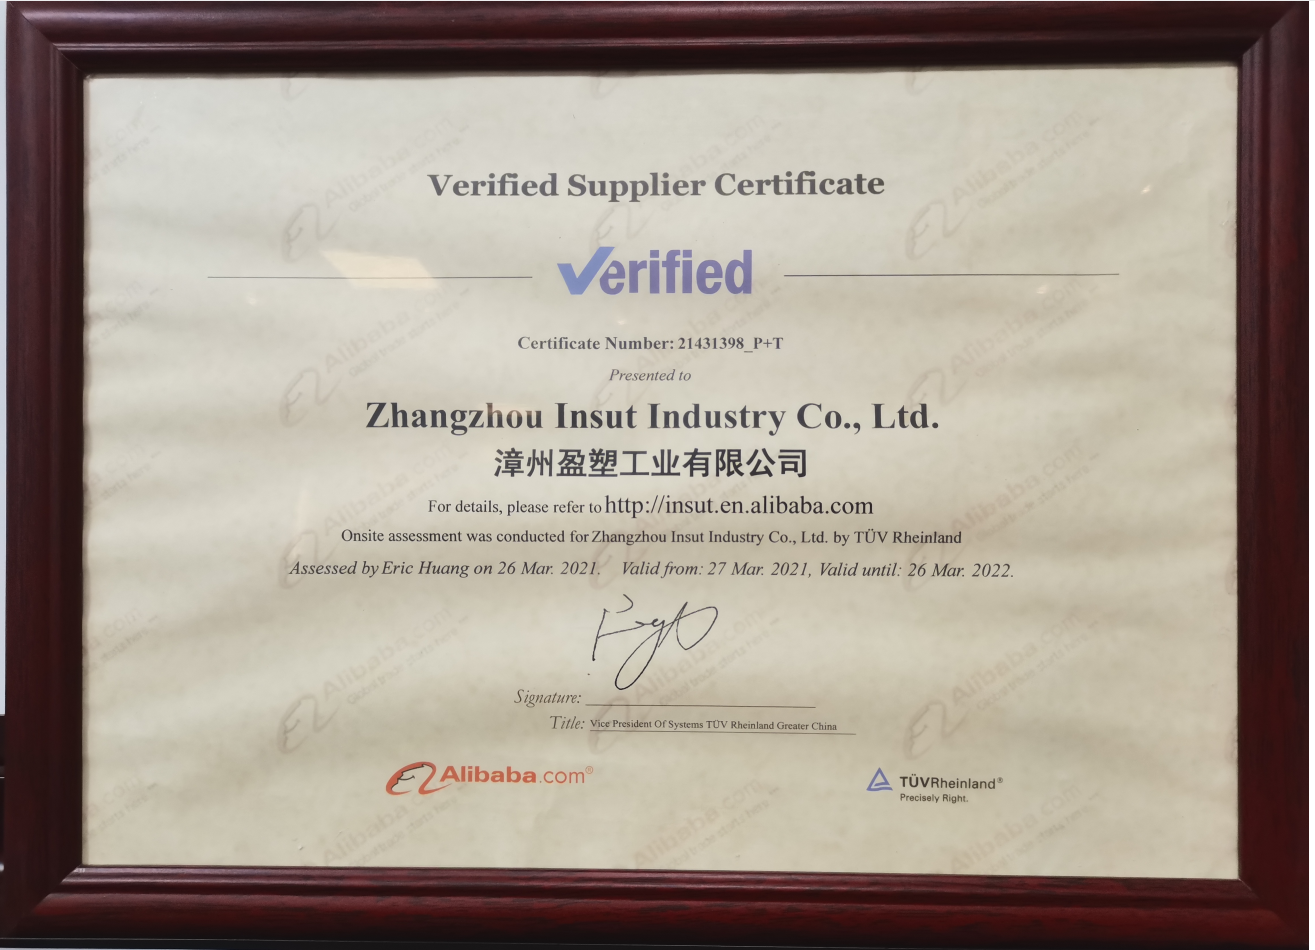 Verified Supplier Certificate
Verified
Certificate Number: 21431398_P+T
Presented to
Zhangzhou Insut Industry Co., Ltd.
漳州盈塑工业有限公司
For details, please refer to http://insut.en.alibaba.com
Onsite assessment was conducted for Zhangzhou Insut Industry Co., Ltd. by TÜV Rheinland
Assessed by Eric Huang on 26 Mar. 2021. Valid from: 27 Mar. 2021, Valid until: 26 Mar. 2022.
Signature:
Title: Vice President Of Systems TÜV Rheinland Greater China
Alibaba.com®
TÜVRheinland®
Precisely Right.